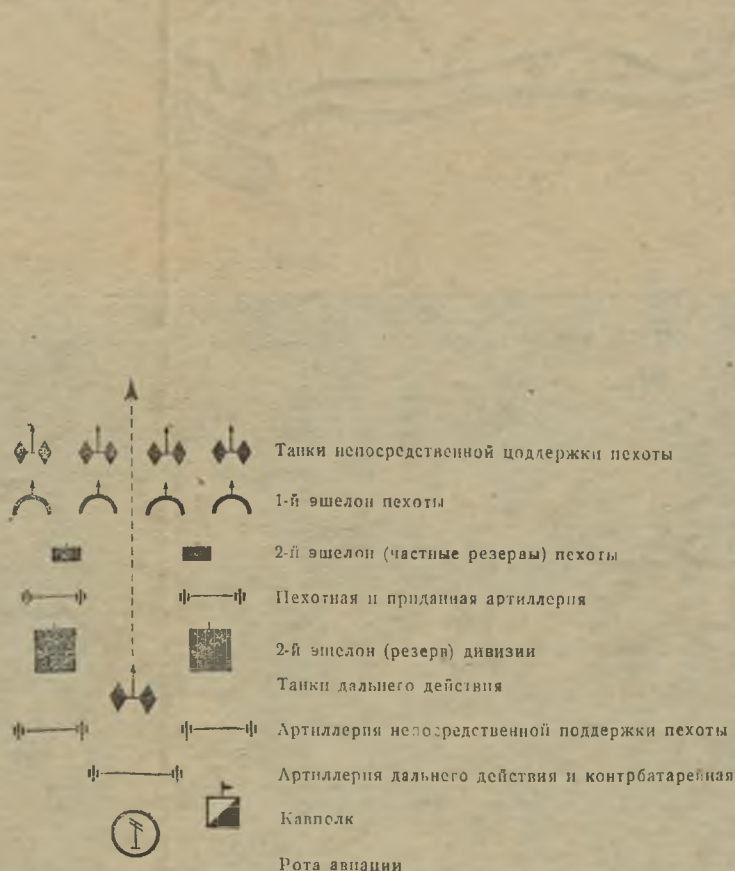 Танки непосредственной поддержки пехоты
1-й эшелон пехоты
2-й эшелон (частные резервы) пехоты
Пехотная и приданная артиллерия
2-й эшелон (резерв) дивизии
Танки дальнего действия
Артиллерия непосредственной поддержки пехоты
Артиллерия дальнего действия и контрбатарейная
Кавполк
Рота авиации